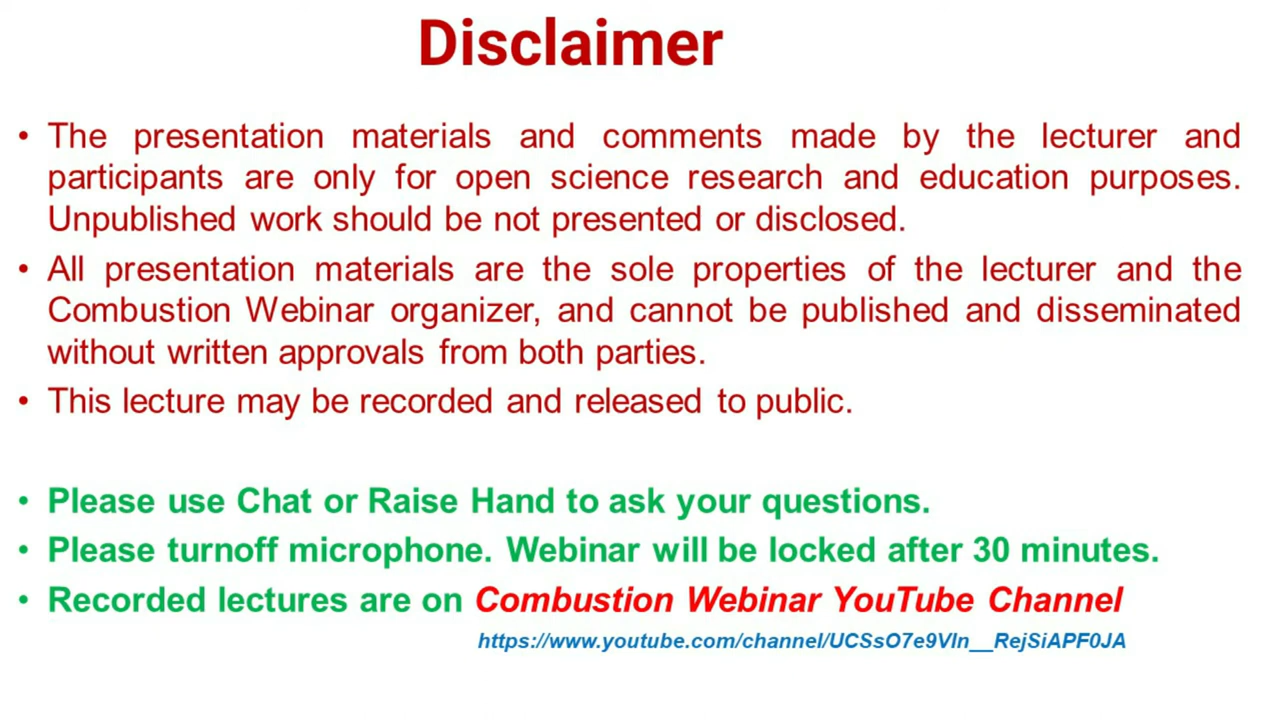 Disclaimer
• The presentation materials and comments made by the lecturer and
participants are only for open science research and education purposes.
Unpublished work should be not presented or disclosed.
• All presentation materials are the sole properties of the lecturer and the
Combustion Webinar organizer, and cannot be published and disseminated
without written approvals from both parties.
• This lecture may be recorded and released to public.
• Please use Chat or Raise Hand to ask your questions.
• Please turnoff microphone. Webinar will be locked after 30 minutes.
• Recorded lectures are on Combustion Webinar YouTube Channel
https://www.youtube.com/channel/UCSsO7e9VIn__RejSiAPF0JA